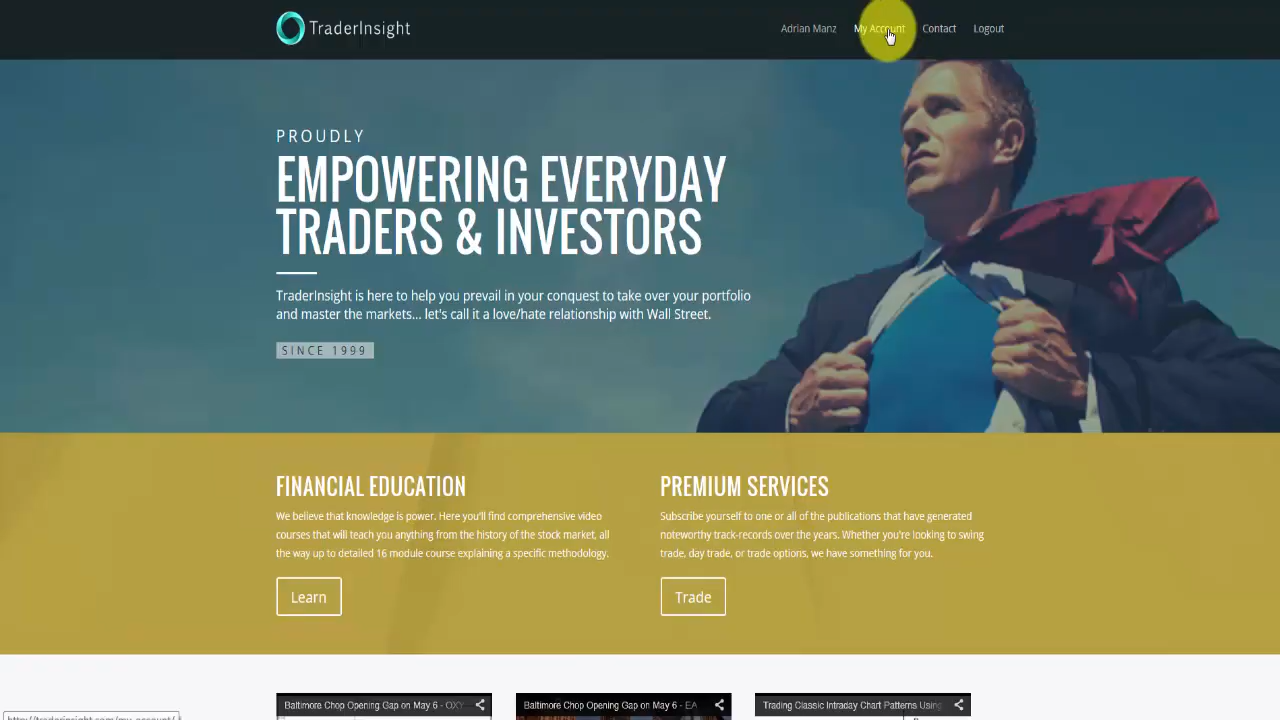 TraderInsight
Adrian Manz
My Account
Contact
Logout
PROUDLY
EMPOWERING EVERYDAY
TRADERS & INVESTORS
TraderInsight is here to help you prevail in your conquest to take over your portfolio
and master the markets... let's call it a love/hate relationship with Wall Street.
SINCE 1999
FINANCIAL EDUCATION
We believe that knowledge is power. Here you'll find comprehensive video
courses that will teach you anything from the history of the stock market, all
the way up to detailed 16 module course explaining a specific methodology.
Learn
PREMIUM SERVICES
Subscribe yourself to one or all of the publications that have generated
noteworthy track-records over the years. Whether you're looking to swing
trade, day trade, or trade options, we have something for you.
Trade
Baltimore Chop Opening Gap on May 6 - OXY
Baltimore Chop Opening Gap on May 6 - EA
Trading Classic Intraday Chart Patterns Using